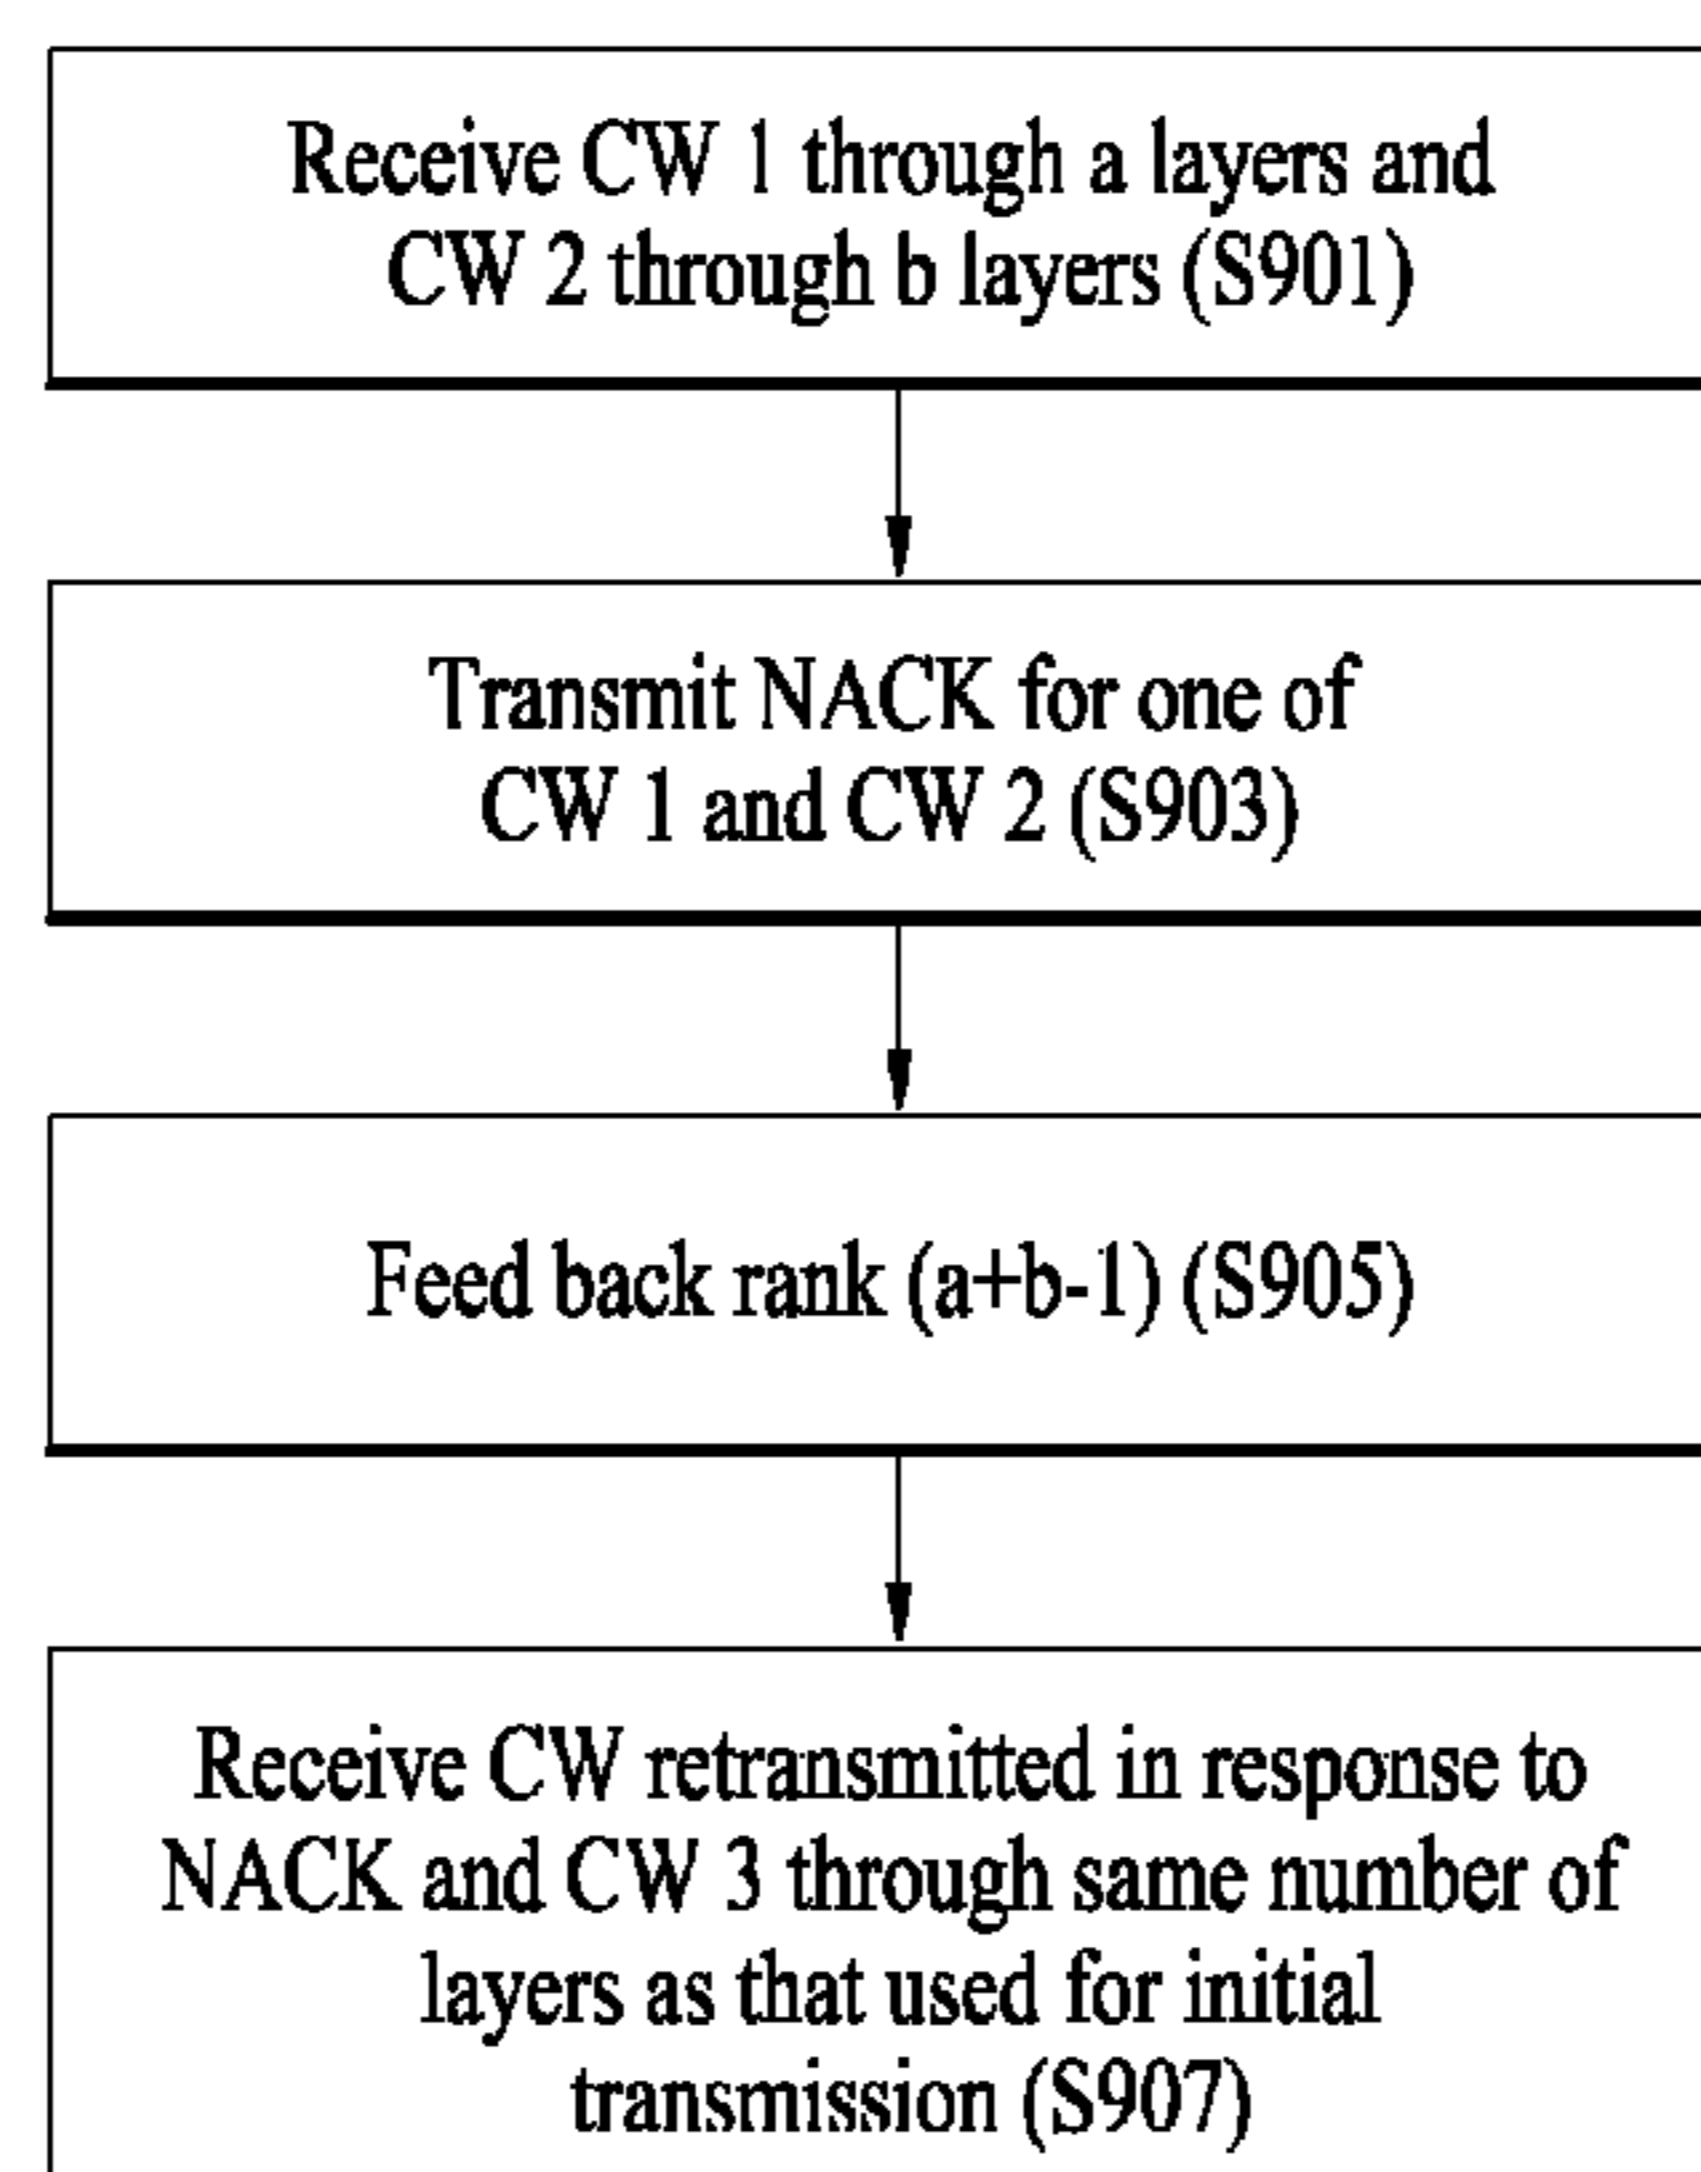 Receive CW 1 through a layers and
CW 2 through b layers (S901)
Transmit NACK for one of
CW 1 and CW 2 (S903)
Feed back rank (a+b-1) (S905)
Receive CW retransmitted in response to
NACK and CW 3 through same number of
layers as that used for initial
transmission (S907)